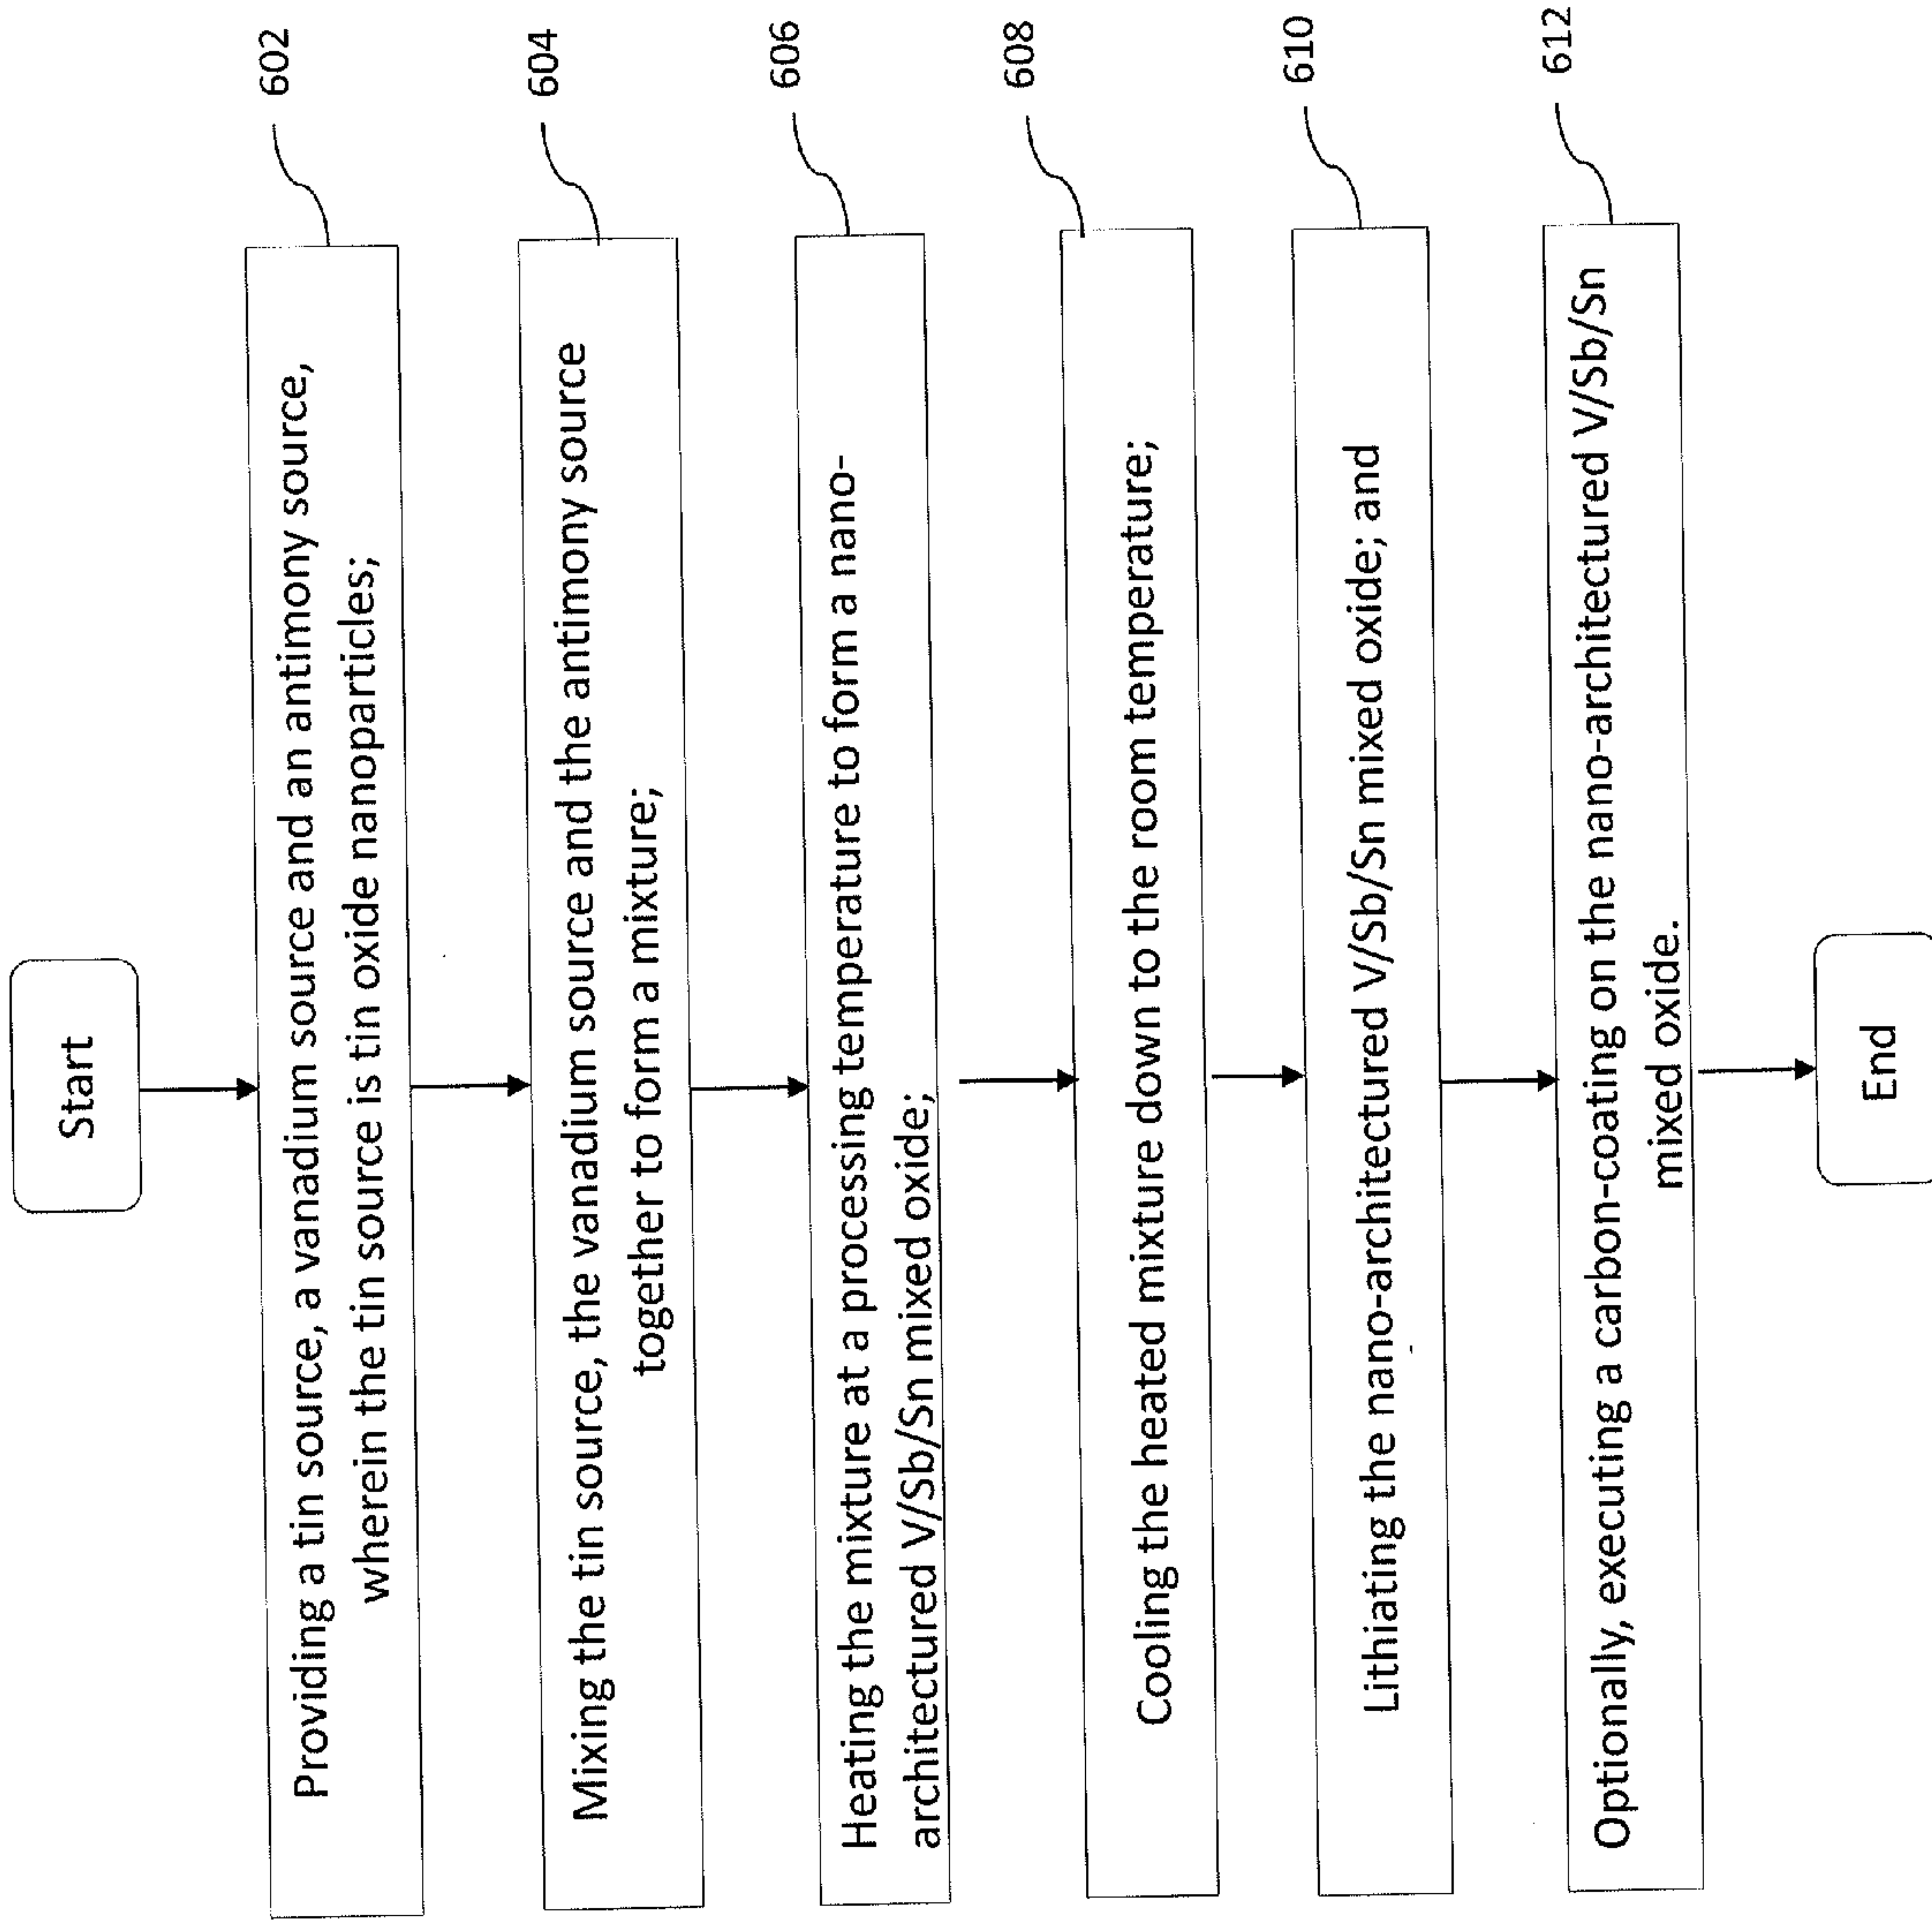 Start
Providing a tin source, a vanadium source and an antimony source,
wherein the tin source is tin oxide nanoparticles;
602
Mixing the tin source, the vanadium source and the antimony source
together to form a mixture;
604
Heating the mixture at a processing temperature to form a nano-
architectured V/Sb/Sn mixed oxide;
606
Cooling the heated mixture down to the room temperature;
608
Lithiating the nano-architectured V/Sb/Sn mixed oxide; and
610
Optionally, executing a carbon-coating on the nano-architectured V/Sb/Sn
mixed oxide.
612
End